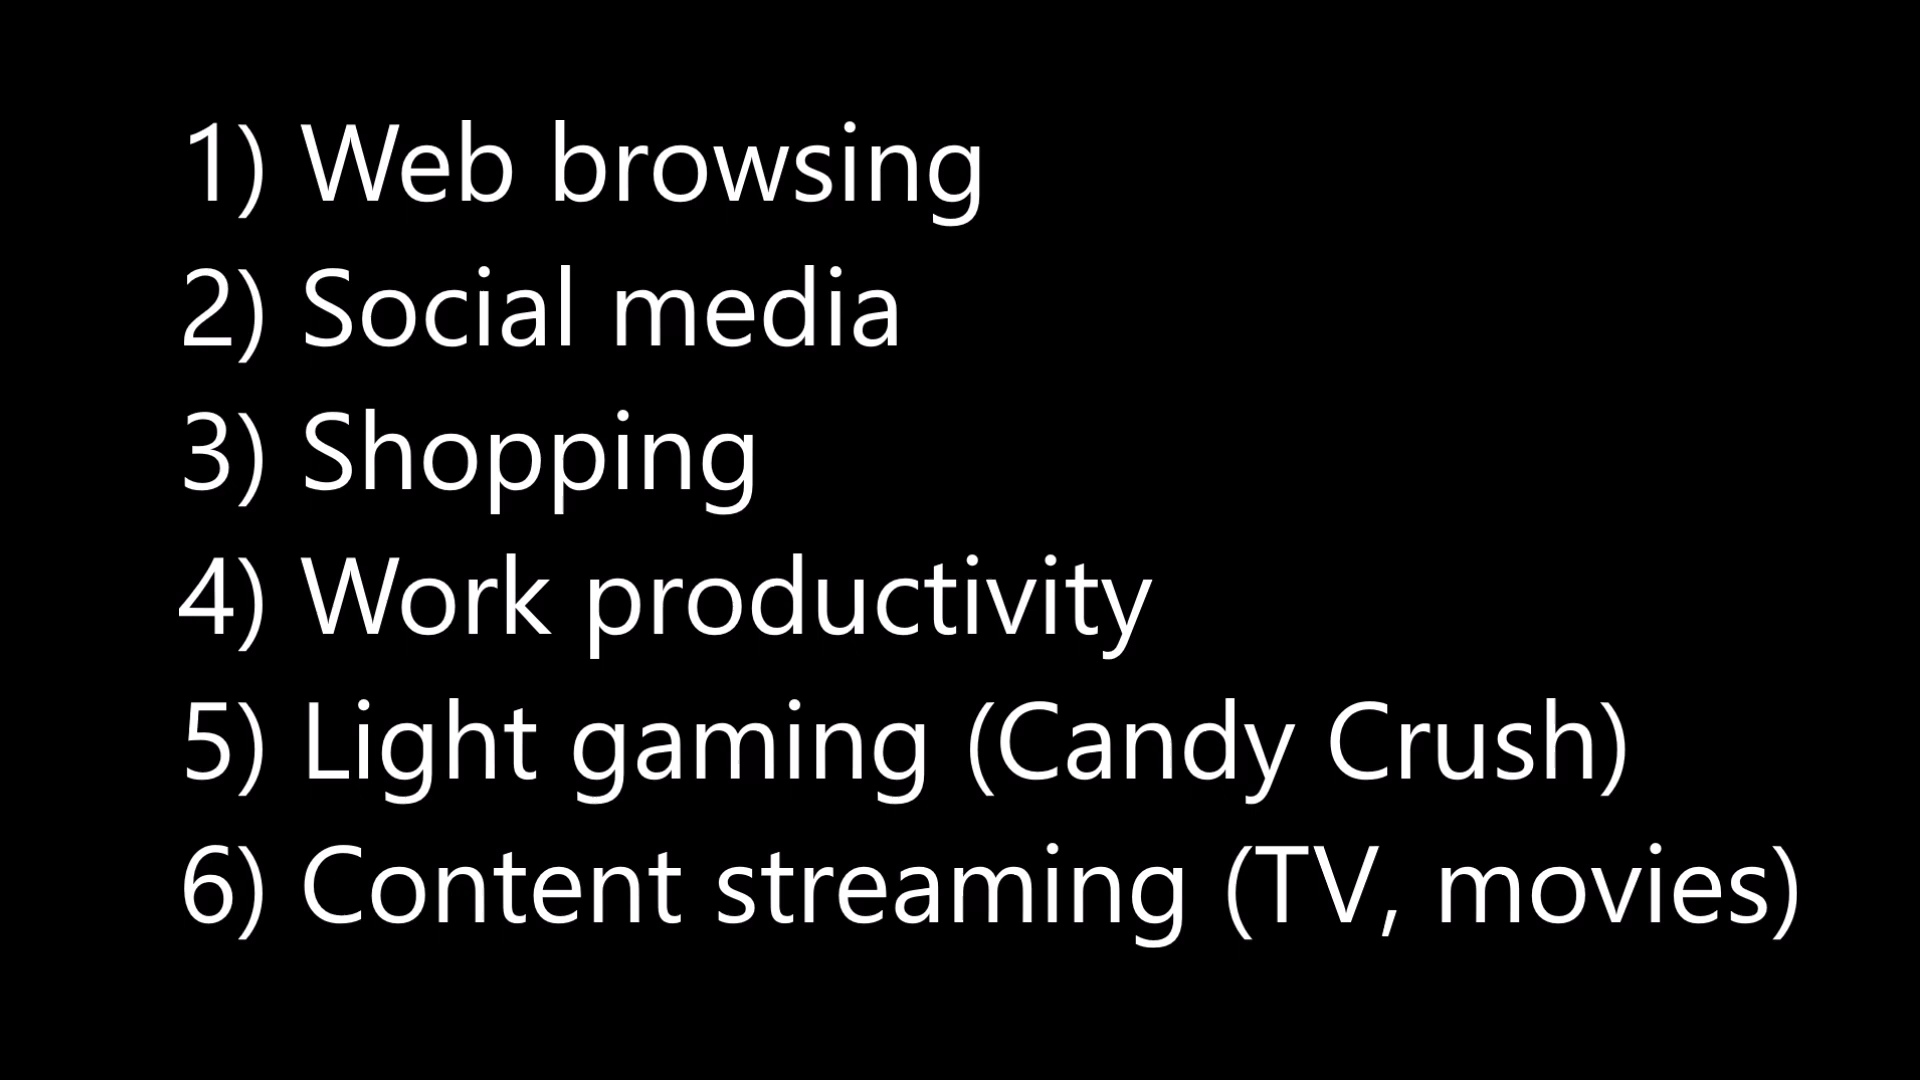 1) Web browsing
2) Social media
3) Shopping
4) Work productivity
5) Light gaming (Candy Crush)
6) Content streaming (TV, movies)